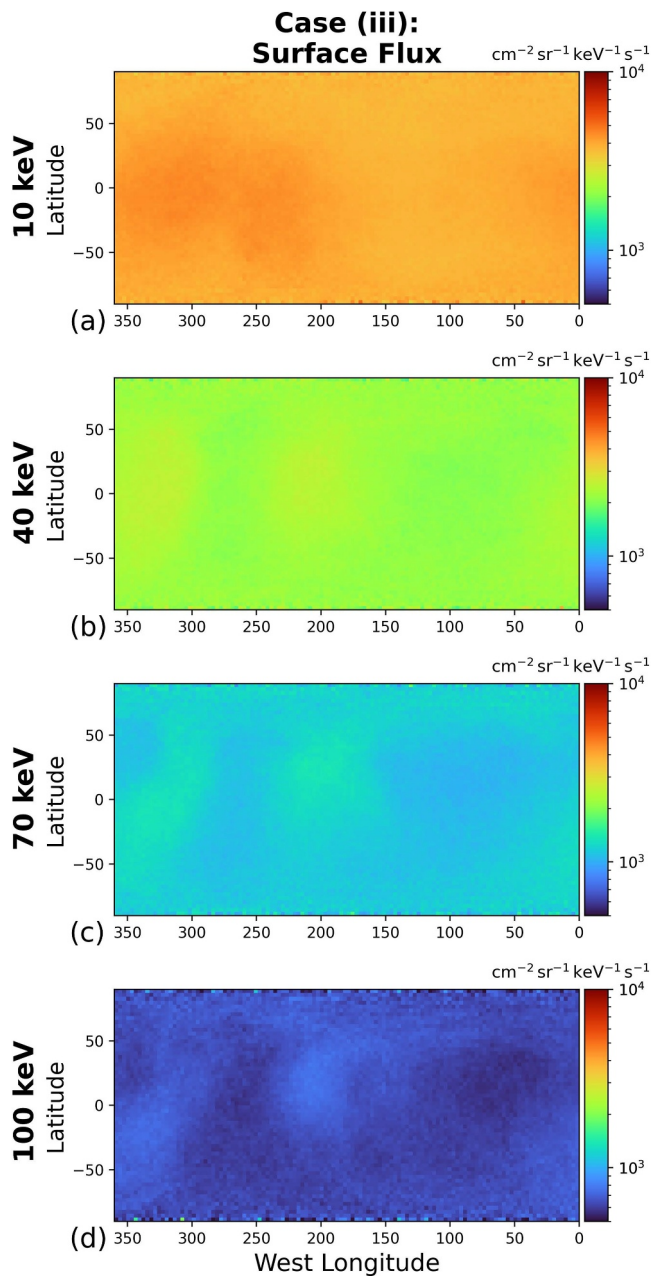 Case (iii):
Surface Flux
cm⁻² sr⁻¹ keV⁻¹ s⁻¹
10 keV
Latitude
50
0
−50
10⁴
10³
(a)
350 300 250 200 150 100 50 0
cm⁻² sr⁻¹ keV⁻¹ s⁻¹
40 keV
Latitude
50
0
−50
10⁴
10³
(b)
350 300 250 200 150 100 50 0
cm⁻² sr⁻¹ keV⁻¹ s⁻¹
70 keV
Latitude
50
0
−50
10⁴
10³
(c)
350 300 250 200 150 100 50 0
cm⁻² sr⁻¹ keV⁻¹ s⁻¹
100 keV
Latitude
50
0
−50
10⁴
10³
(d)
350 300 250 200 150 100 50 0
West Longitude